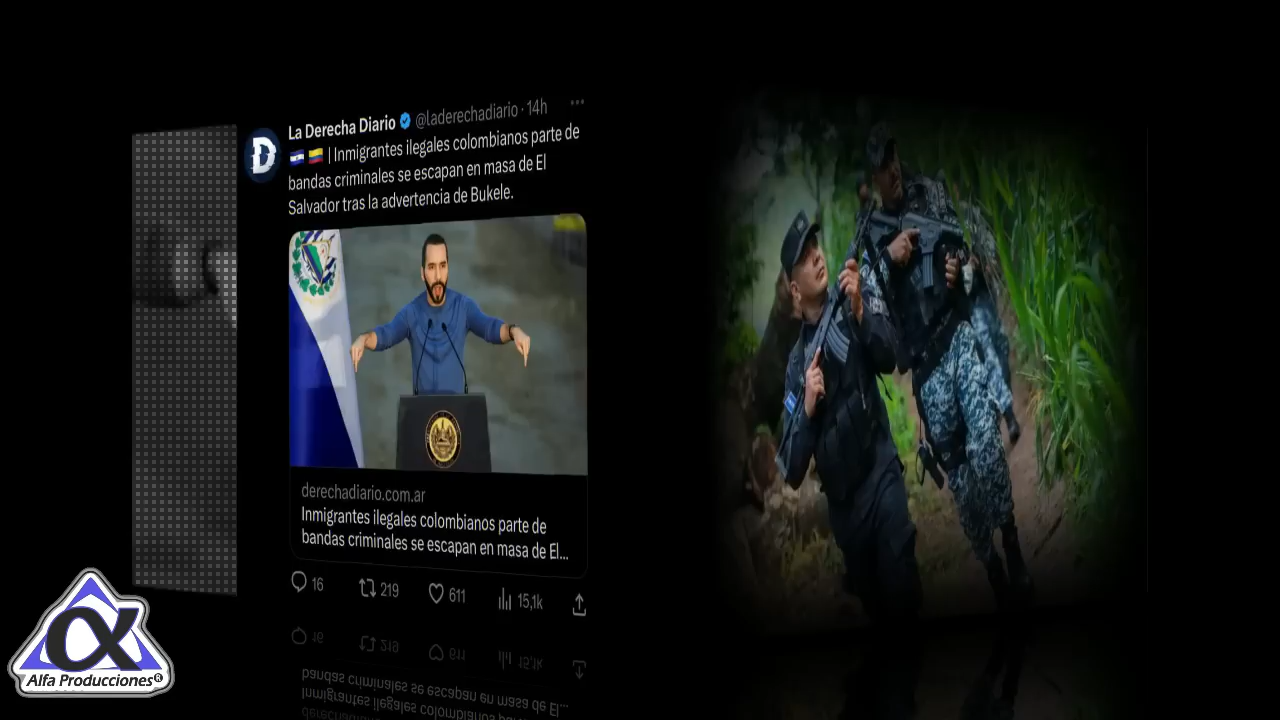 La Derecha Diario @laderechadiario · 14h
| Inmigrantes ilegales colombianos parte de
bandas criminales se escapan en masa de El
Salvador tras la advertencia de Bukele.
derechadiario.com.ar
Inmigrantes ilegales colombianos parte de
bandas criminales se escapan en masa de El...
16 219 611 15,1k
Alfa Producciones®